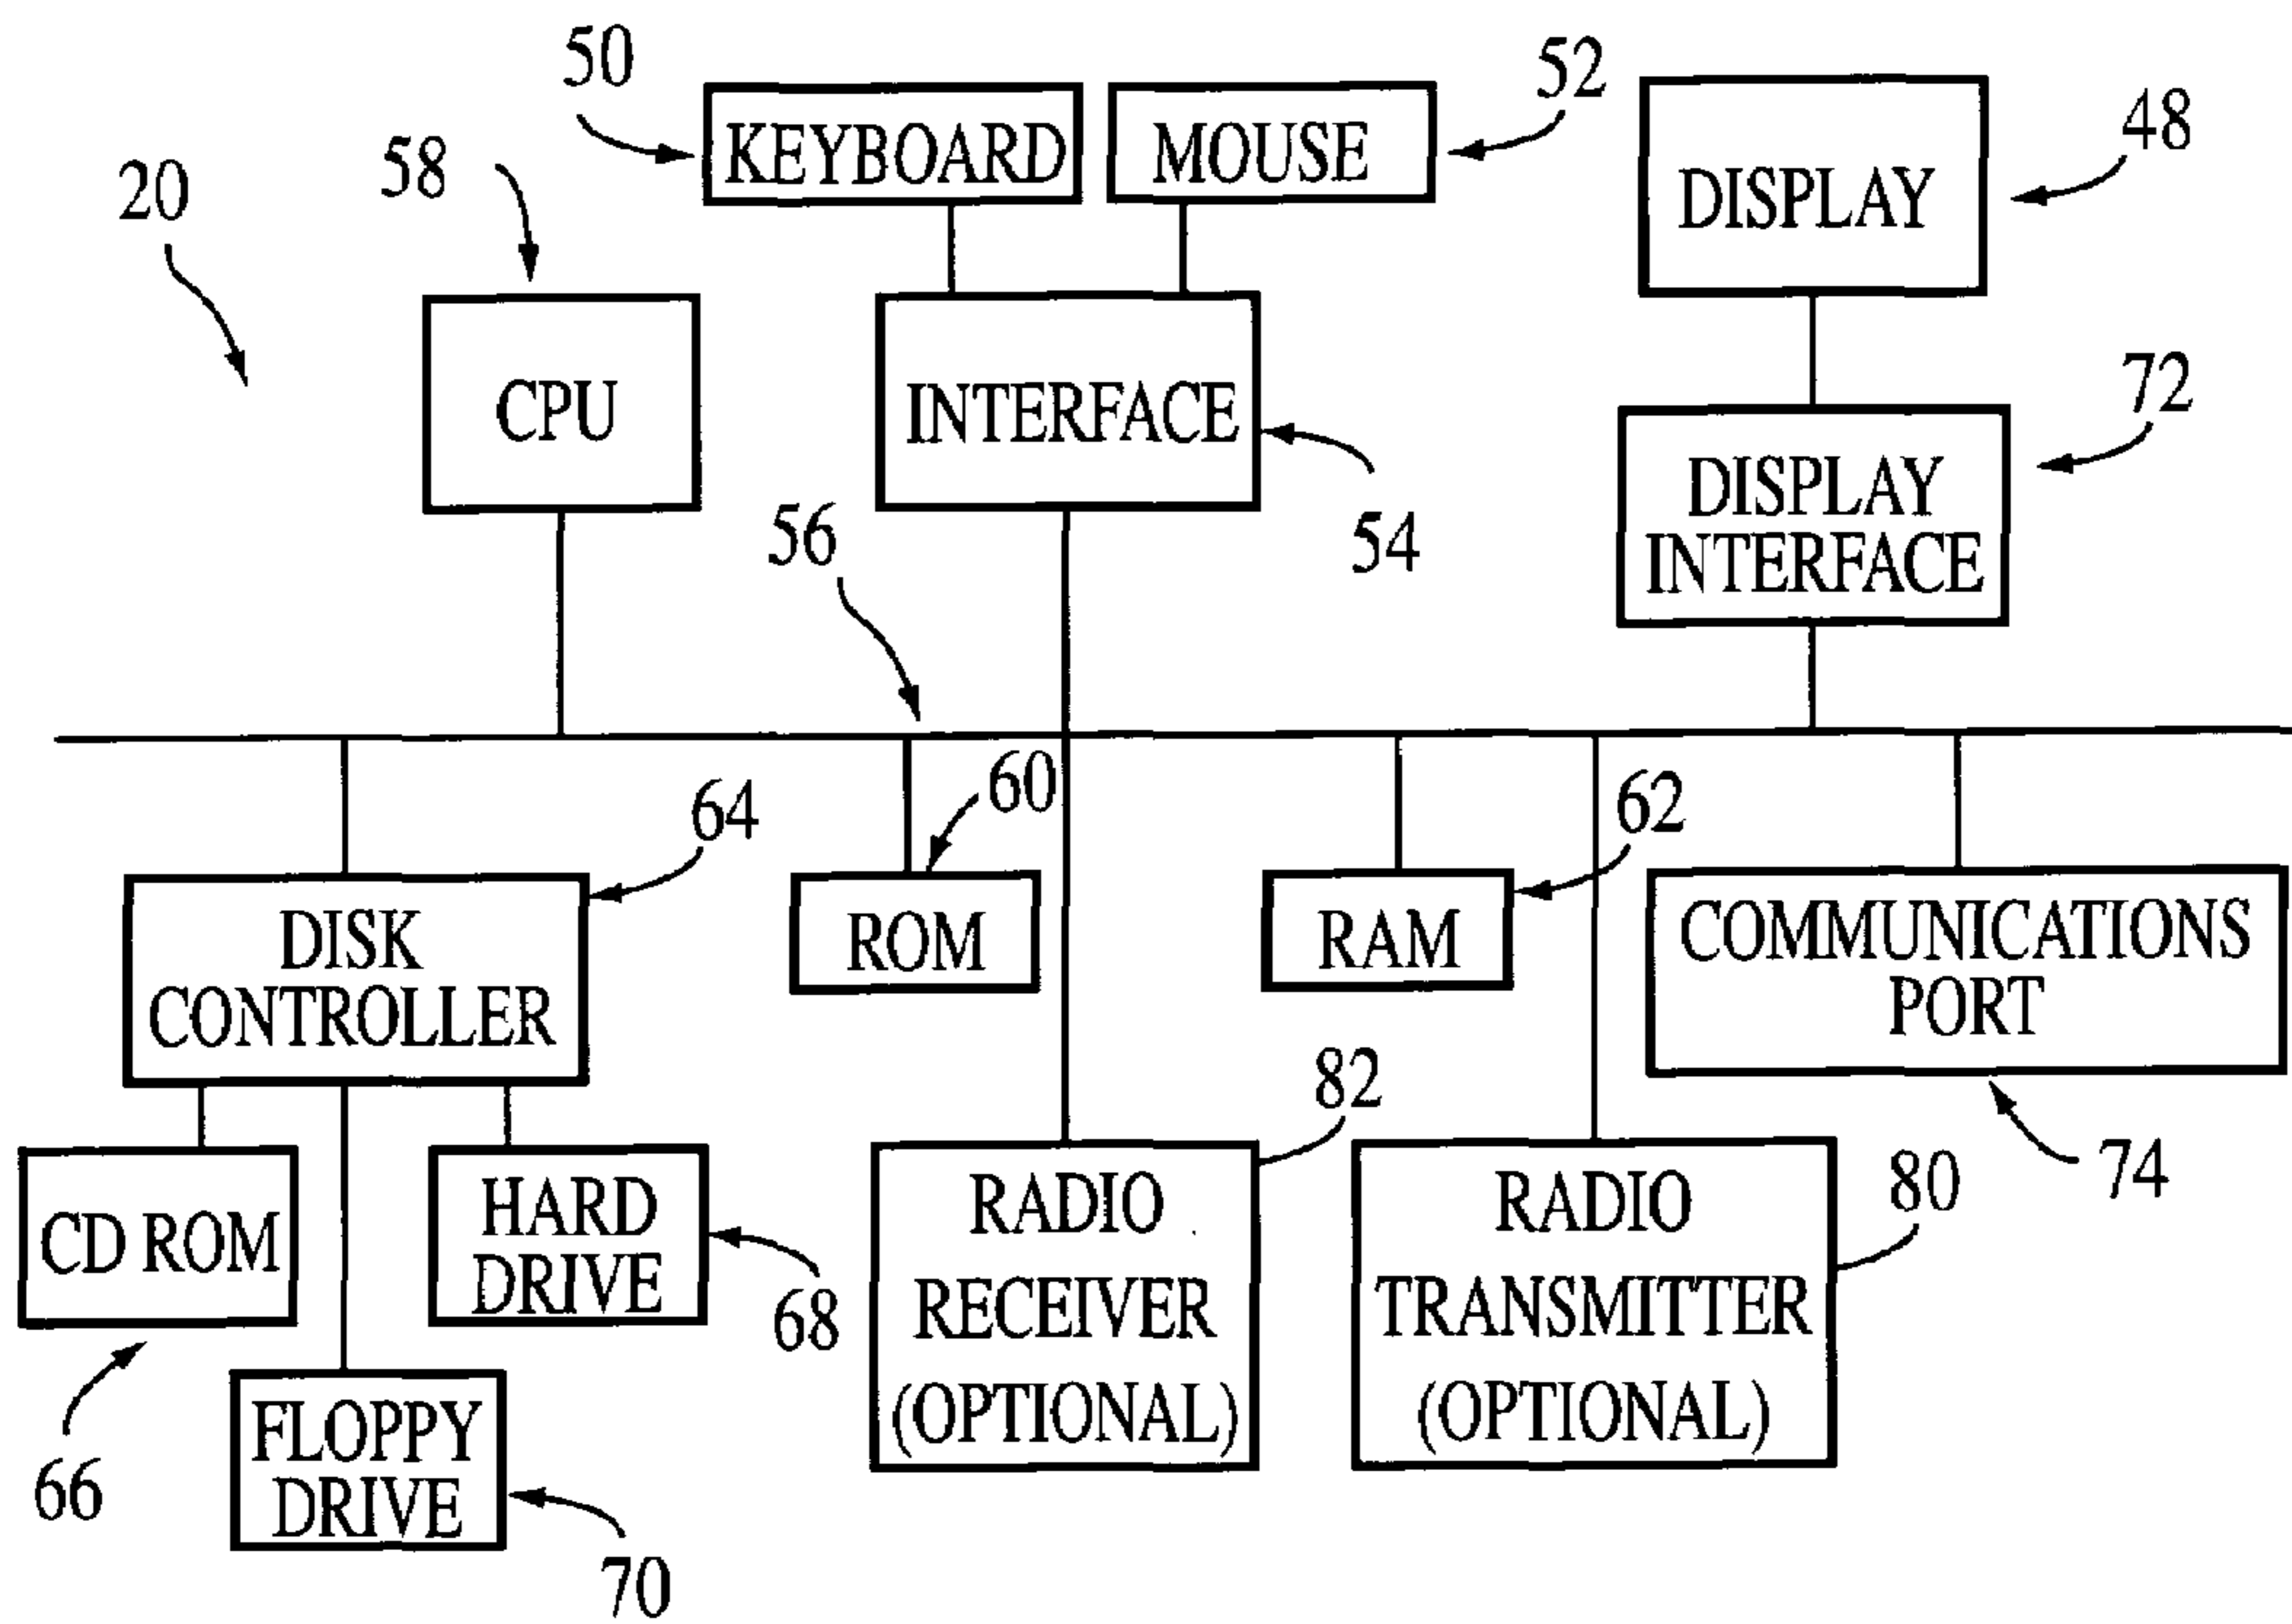 50
52
48
58
20
KEYBOARD
MOUSE
DISPLAY
CPU
INTERFACE
72
DISPLAY
INTERFACE
56
54
64
60
62
DISK
CONTROLLER
ROM
RAM
COMMUNICATIONS
PORT
82
80
74
CD ROM
HARD
DRIVE
68
RADIO
RECEIVER
(OPTIONAL)
RADIO
TRANSMITTER
(OPTIONAL)
66
FLOPPY
DRIVE
70